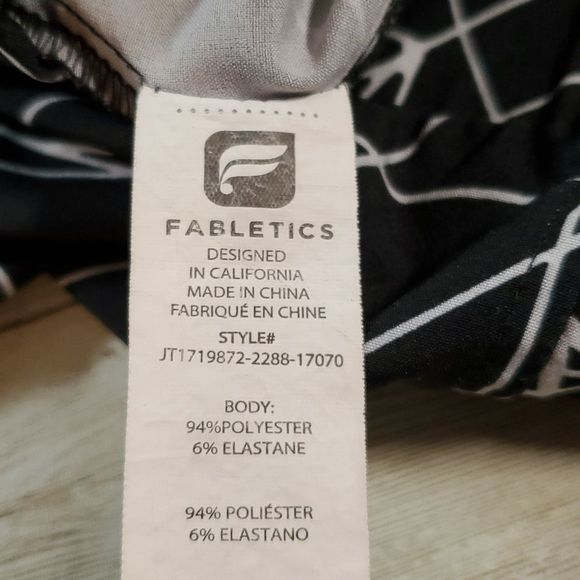 FABLETICS
DESIGNED
IN CALIFORNIA
MADE IN CHINA
FABRIQUÉ EN CHINE
STYLE#
JT1719872-2288-17070
BODY:
94%POLYESTER
6% ELASTANE
94% POLIÉSTER
6% ELASTANO